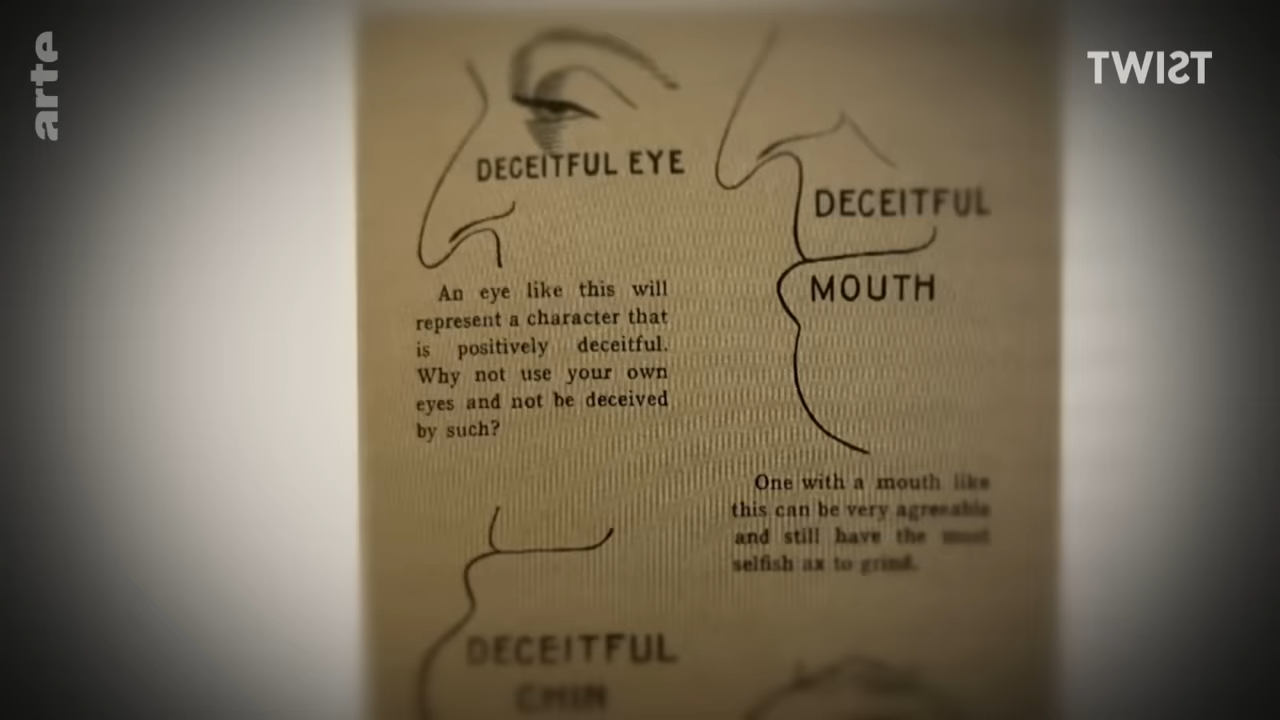 arte
TWIST
DECEITFUL EYE
An eye like this will
represent a character that
is positively deceitful.
Why not use your own
eyes and not be deceived
by such?
DECEITFUL
MOUTH
One with a mouth like
this can be very agreeable
and still have the most
selfish ax to grind.
DECEITFUL
CHIN